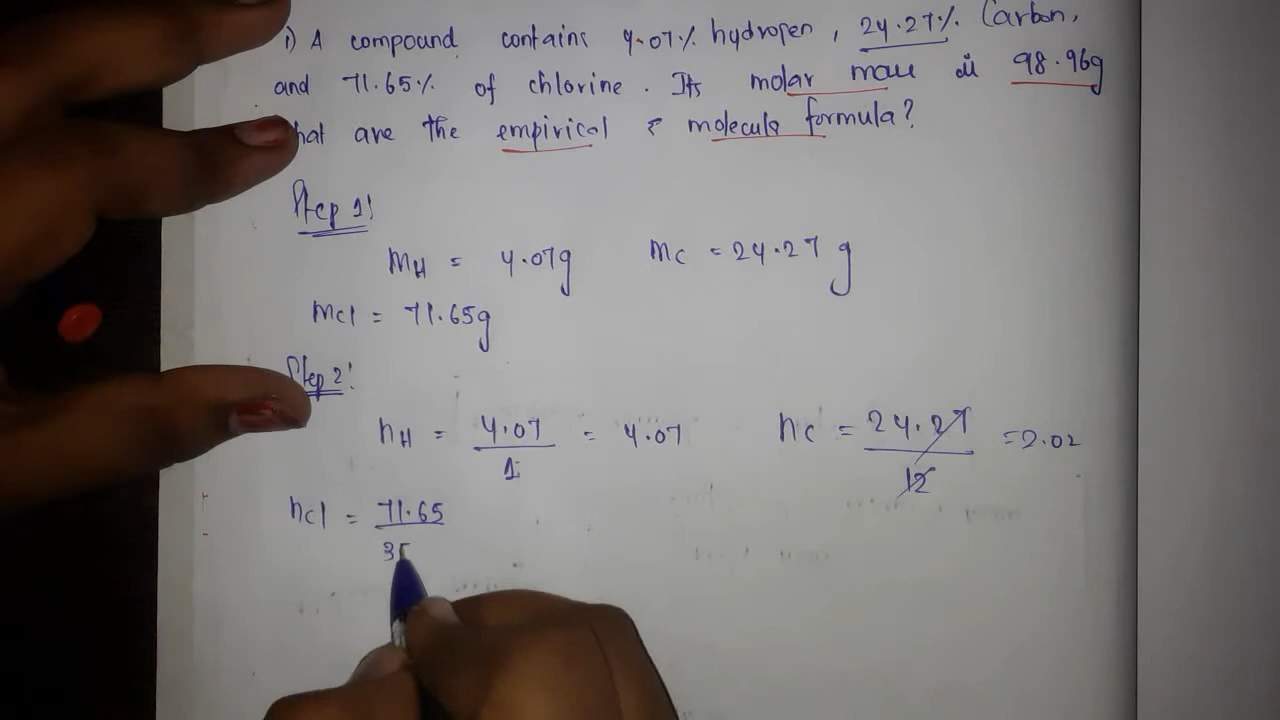 i) A compound contains 4.07% hydrogen, 24.27% Carbon,
and 71.65% of chlorine. Its molar mass is 98.96g
hat are the empirical & molecula formula?
Step 1!
mH = 4.07g mc = 24.27 g
mcl = 71.65g
Step 2!
nH = 4.07/1 = 4.07 nc = 24.27/12 = 2.02
ncl = 71.65/35